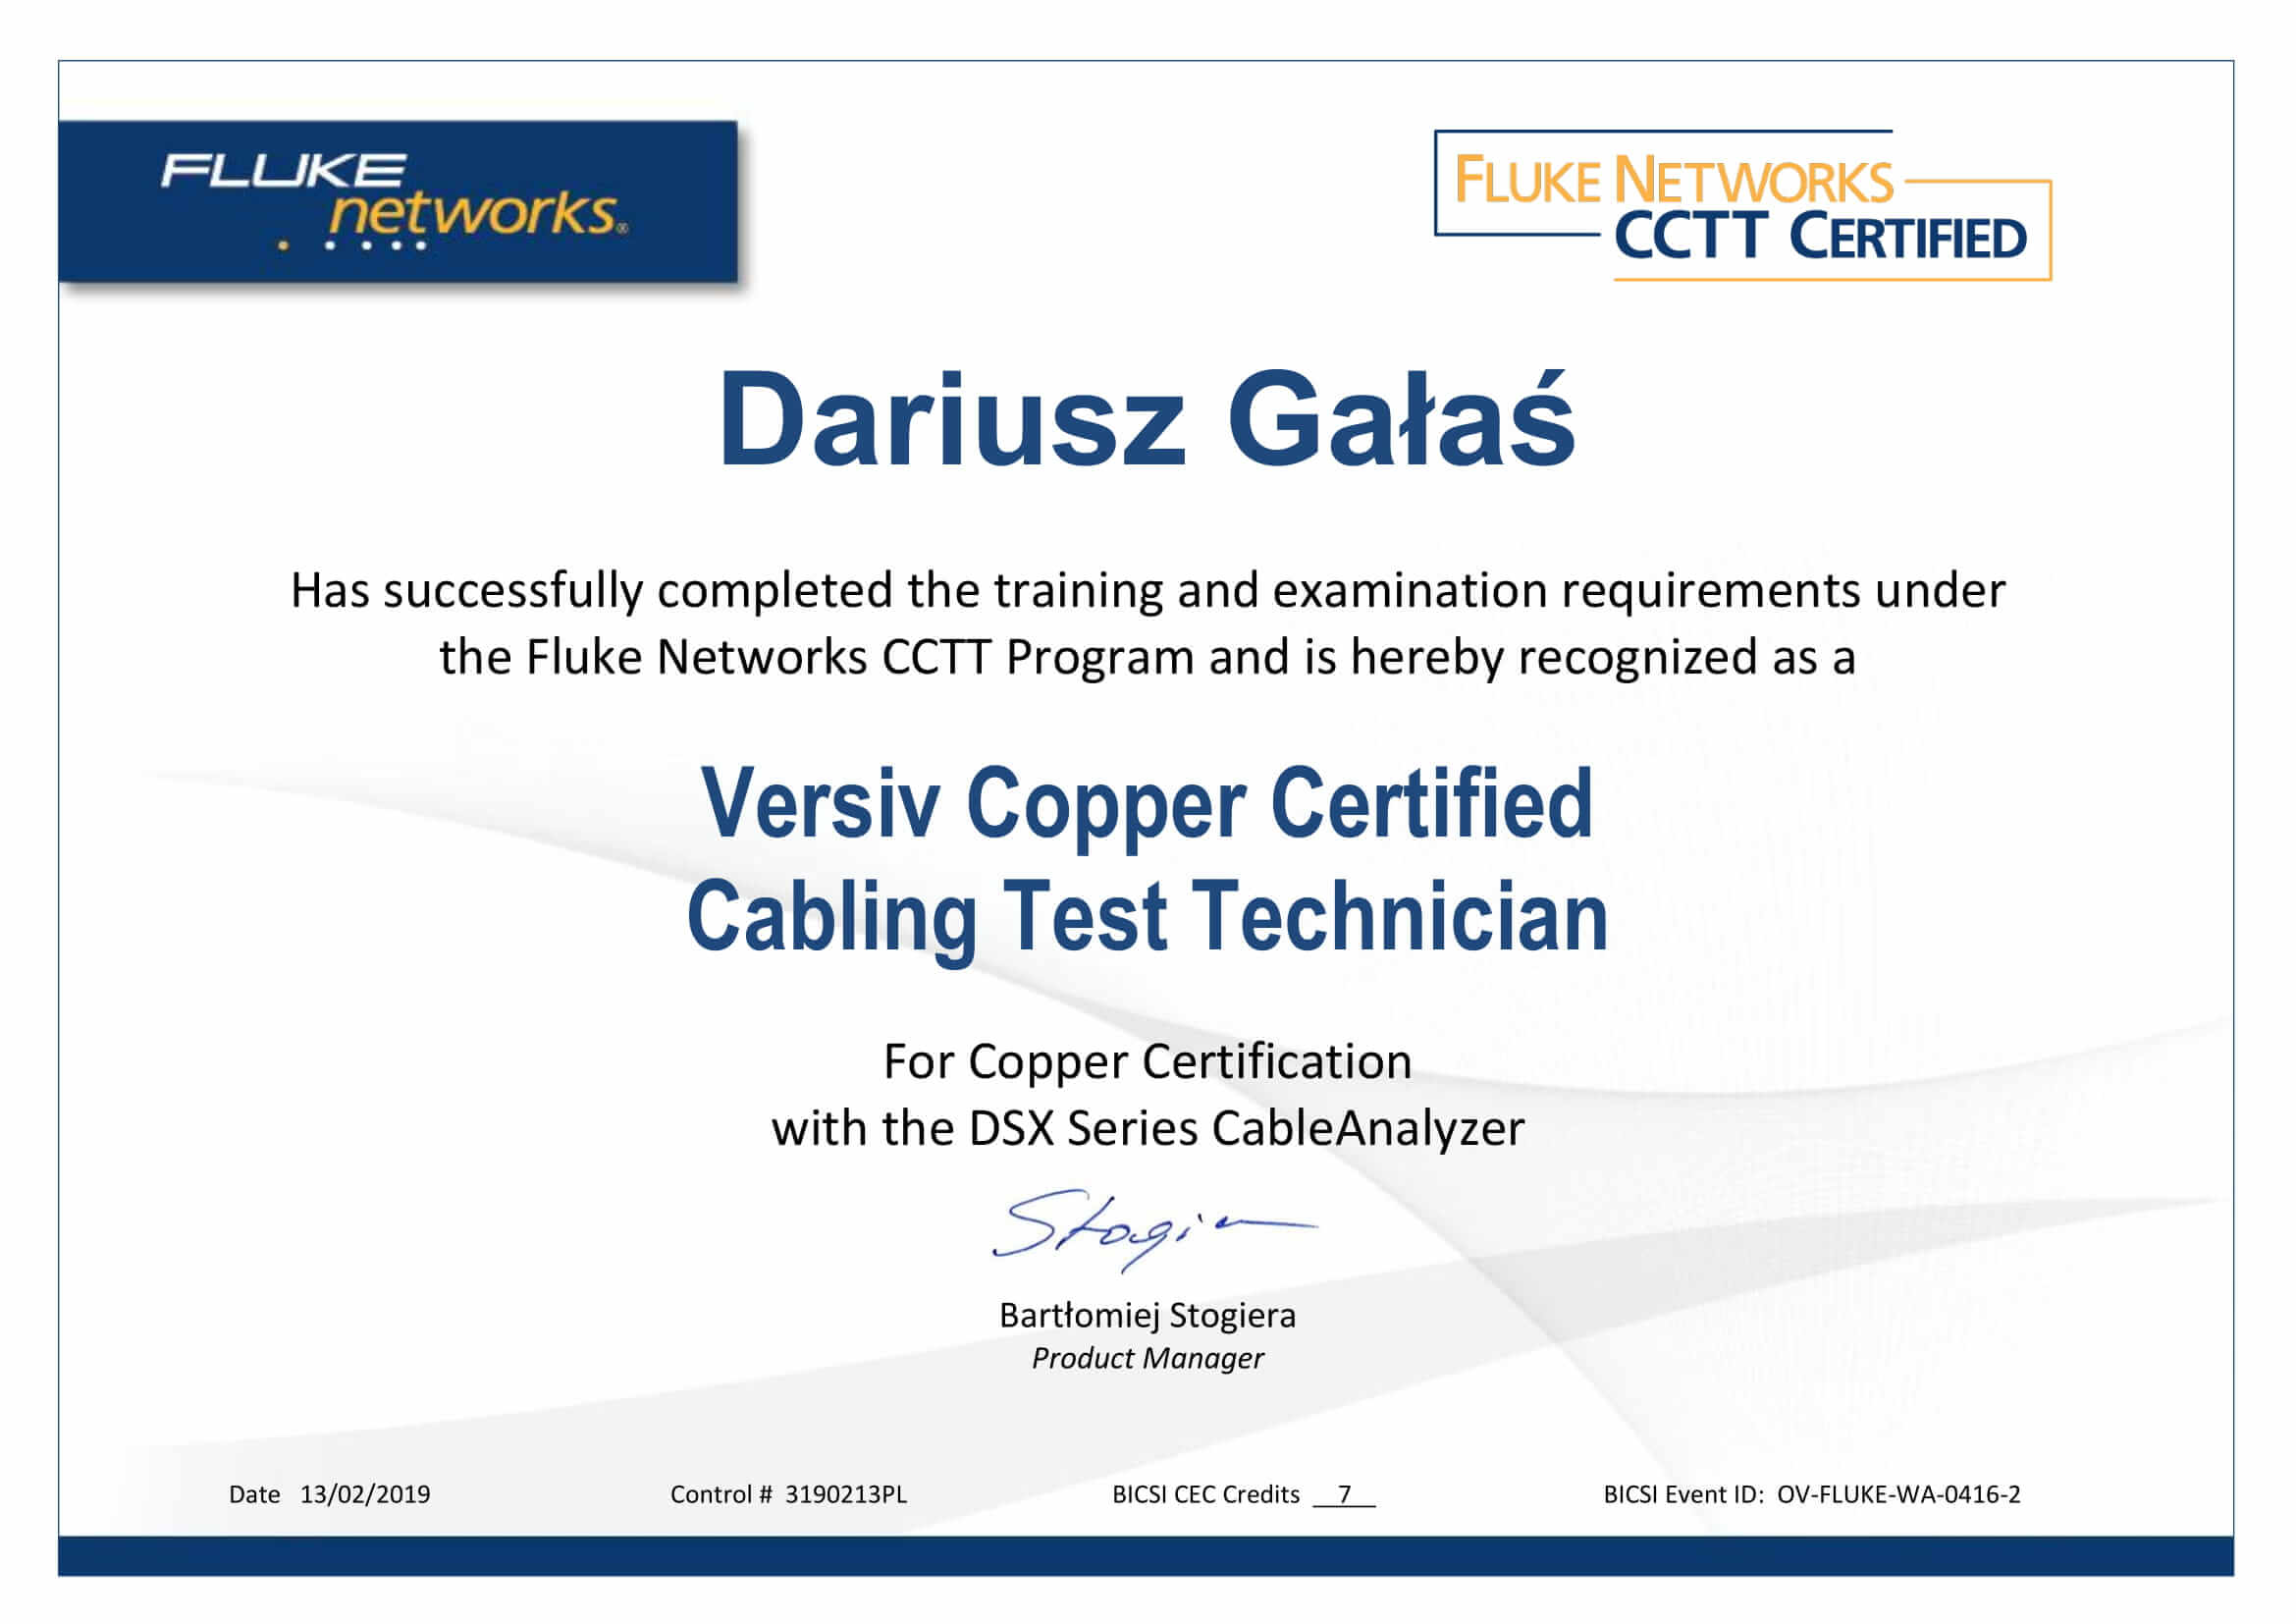 FLUKE
networks®
FLUKE NETWORKS
CCTT CERTIFIED
Dariusz Gałaś
Has successfully completed the training and examination requirements under
the Fluke Networks CCTT Program and is hereby recognized as a
Versiv Copper Certified
Cabling Test Technician
For Copper Certification
with the DSX Series CableAnalyzer
Bartłomiej Stogiera
Product Manager
Date 13/02/2019 Control # 3190213PL BICSI CEC Credits 7 BICSI Event ID: OV-FLUKE-WA-0416-2